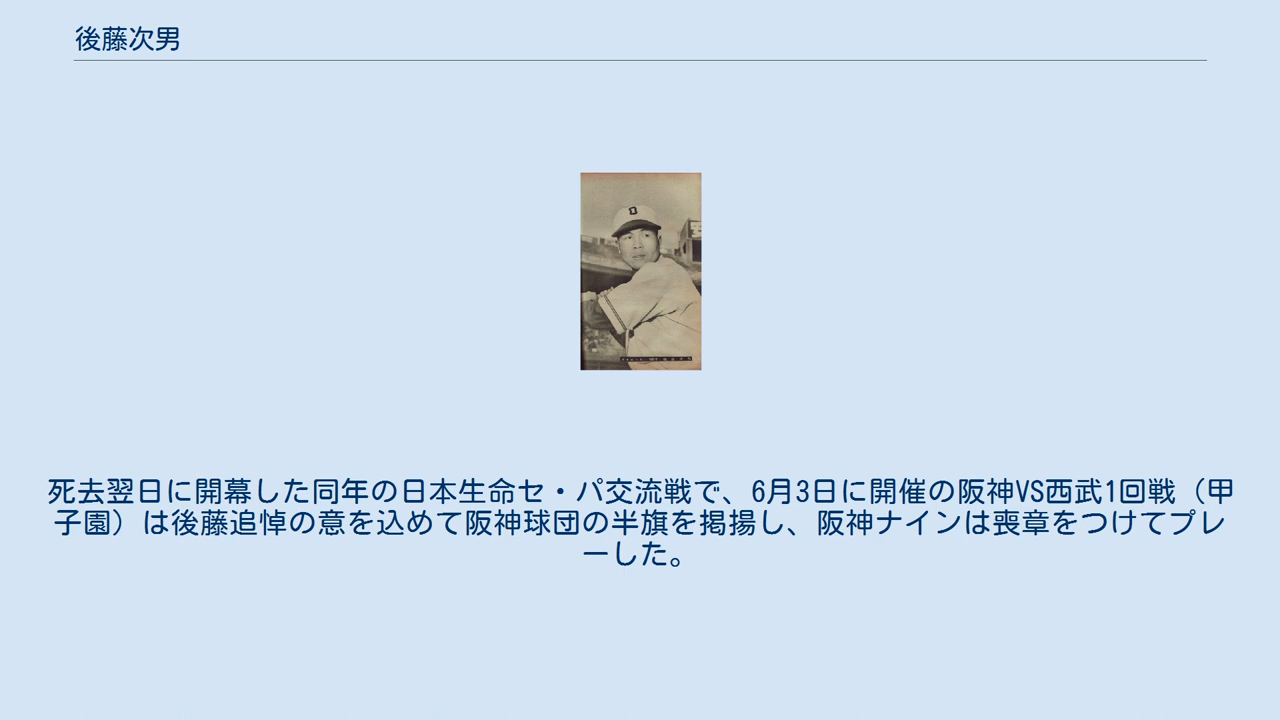 後藤次男
死去翌日に開幕した同年の日本生命セ・パ交流戦で、6月3日に開催の阪神VS西武1回戦（甲
子園）は後藤追悼の意を込めて阪神球団の半旗を掲揚し、阪神ナインは喪章をつけてプレ
ーした。